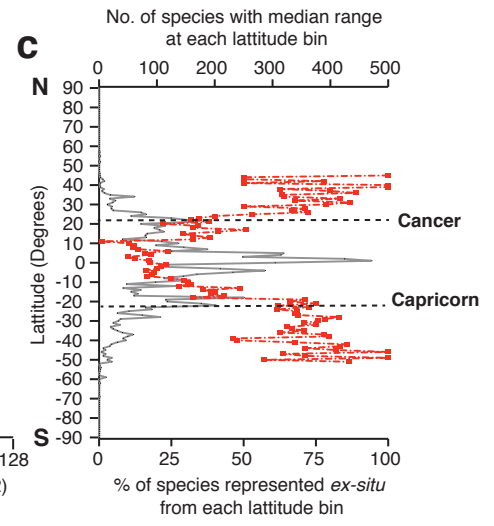 No. of species with median range
at each lattitude bin
C
0 100 200 300 400 500
N
90
80
70
60
50
40
30
20
10
0
-10
-20
-30
-40
-50
-60
-70
-80
-90
S
Lattitude (Degrees)
Cancer
Capricorn
128
)
0 25 50 75 100
% of species represented ex-situ
from each lattitude bin